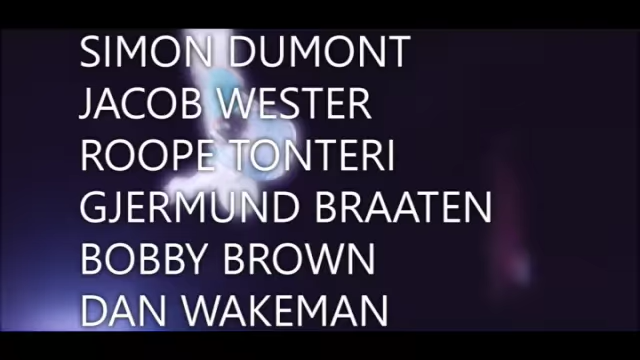 SIMON DUMONT
JACOB WESTER
ROOPE TONTERI
GJERMUND BRAATEN
BOBBY BROWN
DAN WAKEMAN